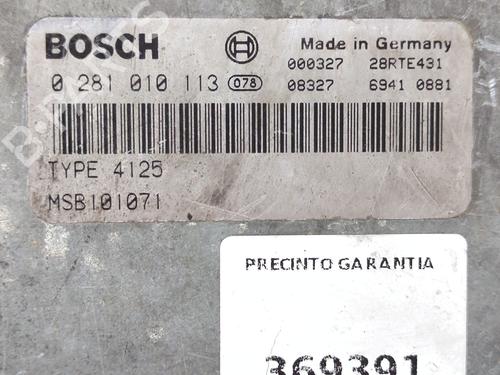 BOSCH
Made in Germany
000327 28RTE431
0 281 010 113 078
08327 6941 0881
TYPE 4125
MSB101071
PRECINTO GARANTIA
369391
B-PARTS